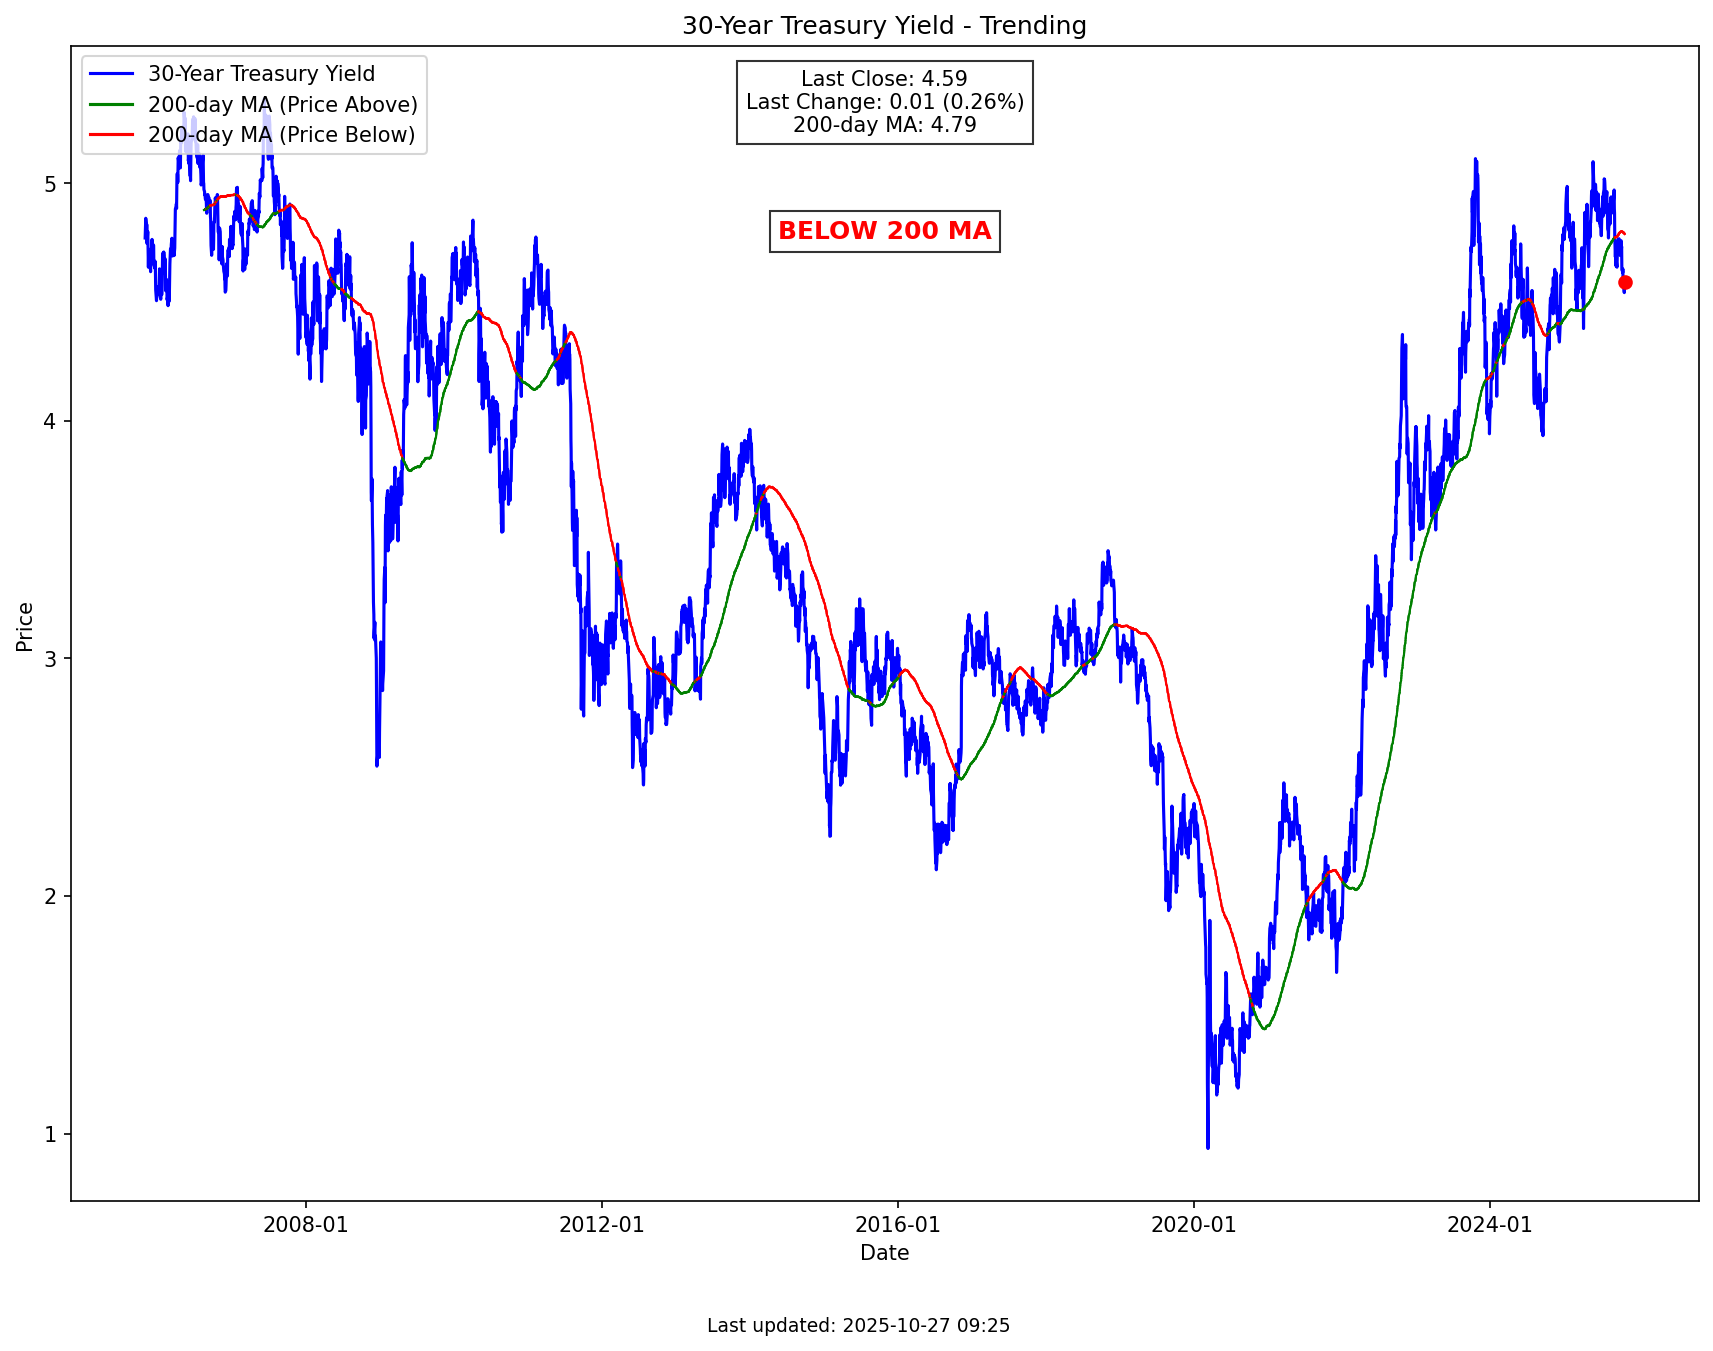 30-Year Treasury Yield - Trending
30-Year Treasury Yield
200-day MA (Price Above)
200-day MA (Price Below)
Last Close: 4.59
Last Change: 0.01 (0.26%)
200-day MA: 4.79
BELOW 200 MA
5
4
3
2
1
Price
2008-01
2012-01
2016-01
2020-01
2024-01
Date
Last updated: 2025-10-27 09:25